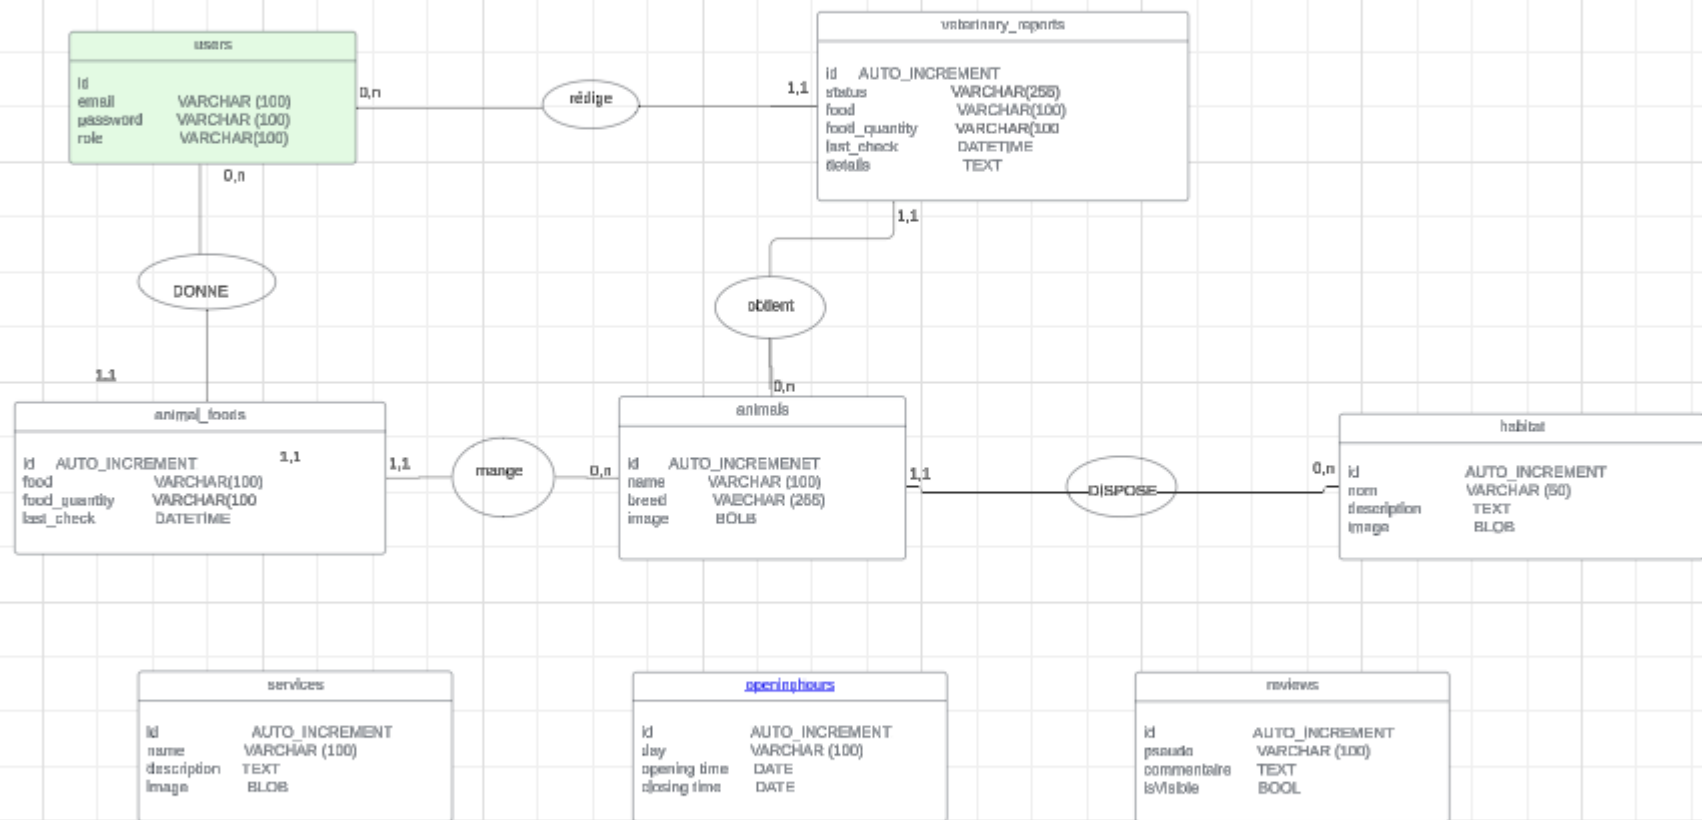 users
id
email VARCHAR (100)
password VARCHAR (100)
role VARCHAR(100)
0,n
rédige
1,1
veterinary_reports
id AUTO_INCREMENT
status VARCHAR(255)
food VARCHAR(100)
food_quantity VARCHAR(100
last_check DATETIME
details TEXT
0,n
DONNE
1,1
1,1
obtient
0,n
animal_foods
id AUTO_INCREMENT 1,1
food VARCHAR(100)
food_quantity VARCHAR(100
last_check DATETIME
1,1
mange
0,n
animals
id AUTO_INCREMENET
name VARCHAR (100)
breed VAECHAR (255)
image BOLB
1,1
DISPOSE
0,n
habitat
id AUTO_INCREMENT
nom VARCHAR (50)
description TEXT
image BLOB
services
id AUTO_INCREMENT
name VARCHAR (100)
description TEXT
image BLOB
openinghours
id AUTO_INCREMENT
day VARCHAR (100)
opening time DATE
closing time DATE
reviews
id AUTO_INCREMENT
pseudo VARCHAR (100)
commentaire TEXT
isVisible BOOL